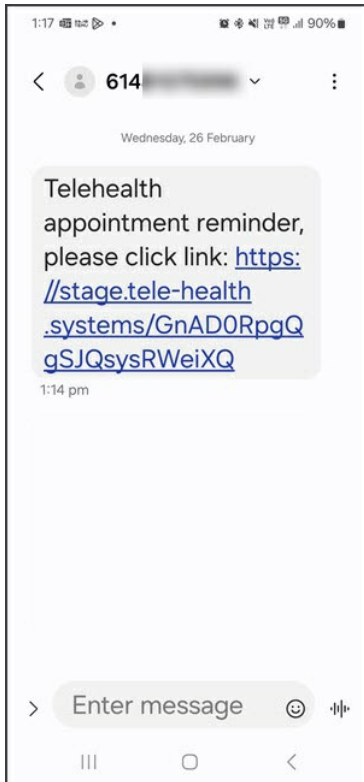 1:17
90%
614
Wednesday, 26 February
Telehealth
appointment reminder,
please click link: https:
//stage.tele-health
.systems/GnAD0RpgQ
gSJQsysRWeiXQ
1:14 pm
Enter message